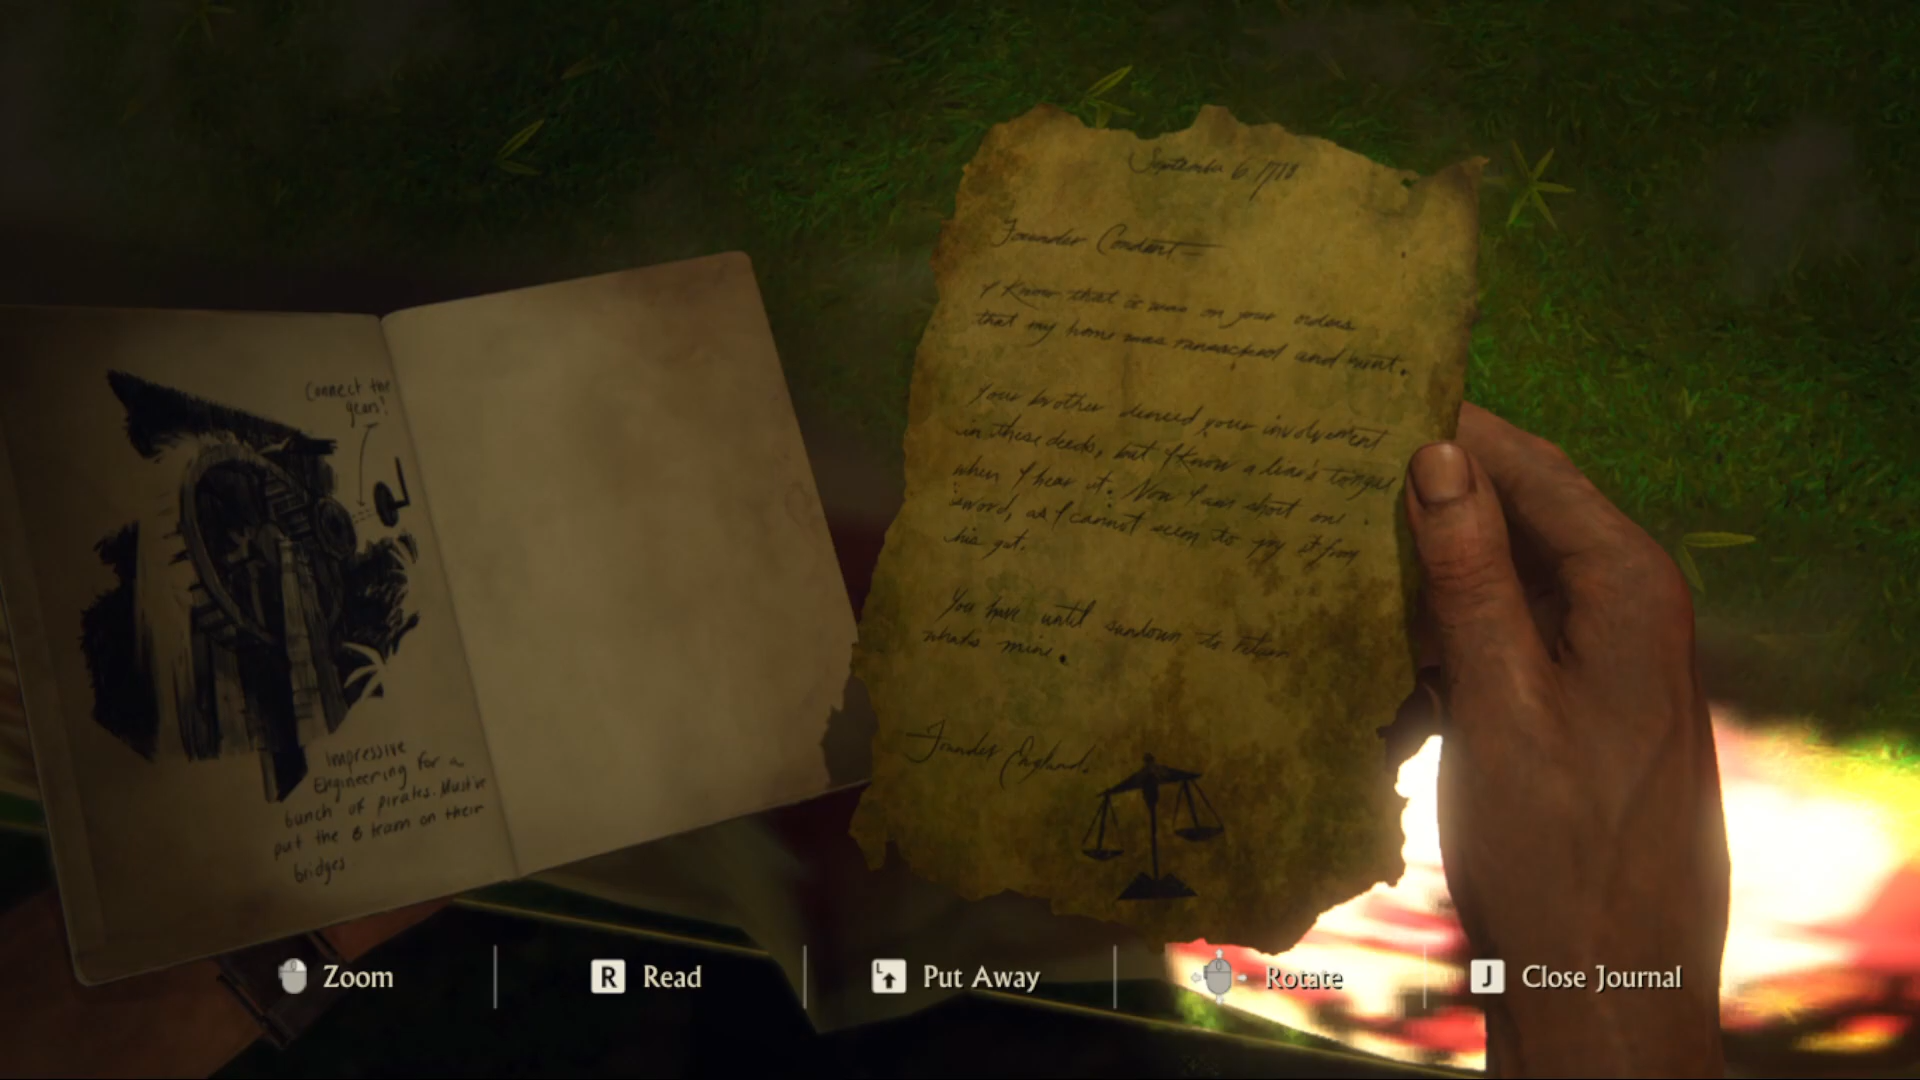 Connect the
gears?
Impressive
Engineering for a
bunch of pirates. Must've
put the 6 team on their
bridges
September 6, 1718
Founder Condent—
I know that it was on your orders
that my home was ransacked and burnt.
Your brother denied your involvement
in these deeds, but I know a liar's tongue
when I hear it. Now I am short one
sword, as I cannot seem to pry it from
his gut.
You have until sundown to return
what's mine.
Founder England.
Zoom
R Read
L Put Away
Rotate
J Close Journal